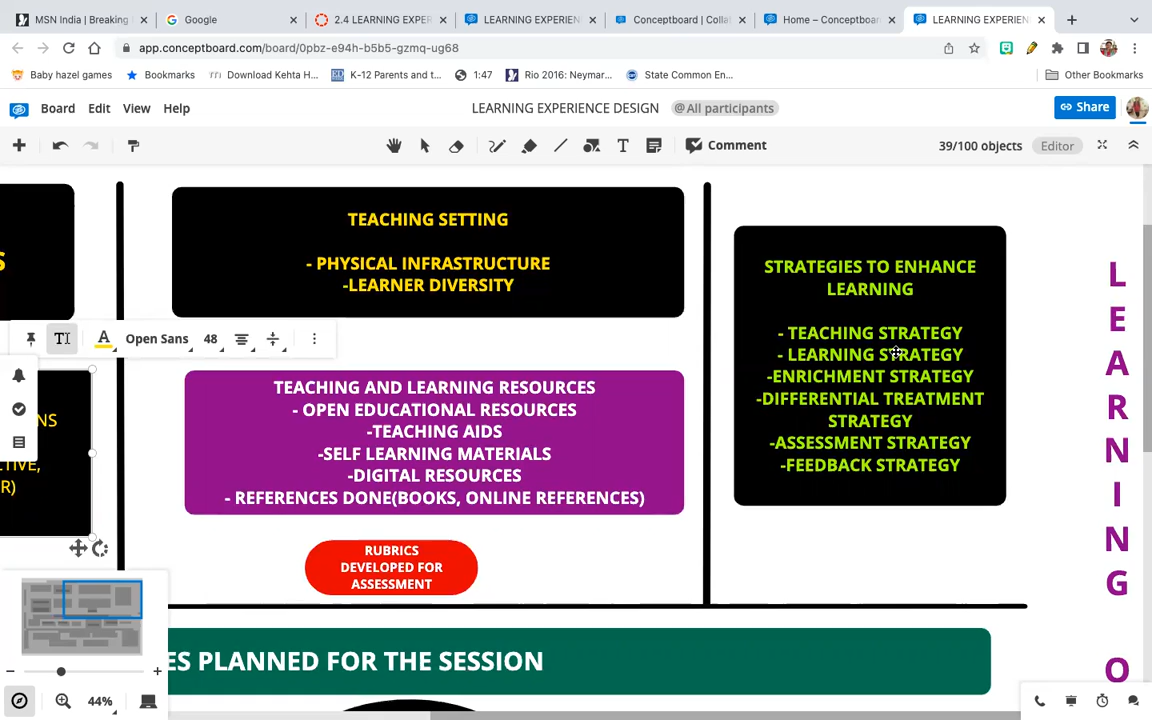 MSN India | Breaking
Google
2.4 LEARNING EXPER
LEARNING EXPERIEN
Conceptboard | Colla
Home – Conceptboar
LEARNING EXPERIEN
app.conceptboard.com/board/0pbz-e94h-b5b5-gzmq-ug68
Baby hazel games
Bookmarks
Download Kehta H...
K-12 Parents and t...
1:47
Rio 2016: Neymar...
State Common En...
Other Bookmarks
Board
Edit
View
Help
LEARNING EXPERIENCE DESIGN
@All participants
Share
Comment
39/100 objects
Editor
TEACHING SETTING
- PHYSICAL INFRASTRUCTURE
-LEARNER DIVERSITY
Open Sans
48
NS
TIVE,
R)
S
TEACHING AND LEARNING RESOURCES
- OPEN EDUCATIONAL RESOURCES
-TEACHING AIDS
-SELF LEARNING MATERIALS
-DIGITAL RESOURCES
- REFERENCES DONE(BOOKS, ONLINE REFERENCES)
RUBRICS
DEVELOPED FOR
ASSESSMENT
STRATEGIES TO ENHANCE
LEARNING
- TEACHING STRATEGY
- LEARNING STRATEGY
-ENRICHMENT STRATEGY
-DIFFERENTIAL TREATMENT
STRATEGY
-ASSESSMENT STRATEGY
-FEEDBACK STRATEGY
L
E
A
R
N
I
N
G
O
ES PLANNED FOR THE SESSION
44%